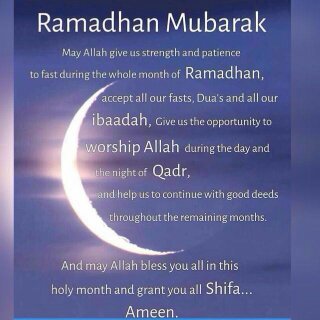 Ramadhan Mubarak
May Allah give us strength and patience
to fast during the whole month of Ramadhan,
accept all our fasts, Dua's and all our
ibaadah, Give us the opportunity to
worship Allah during the day and
the night of Qadr,
and help us to continue with good deeds
throughout the remaining months.
And may Allah bless you all in this
holy month and grant you all Shifa...
Ameen.